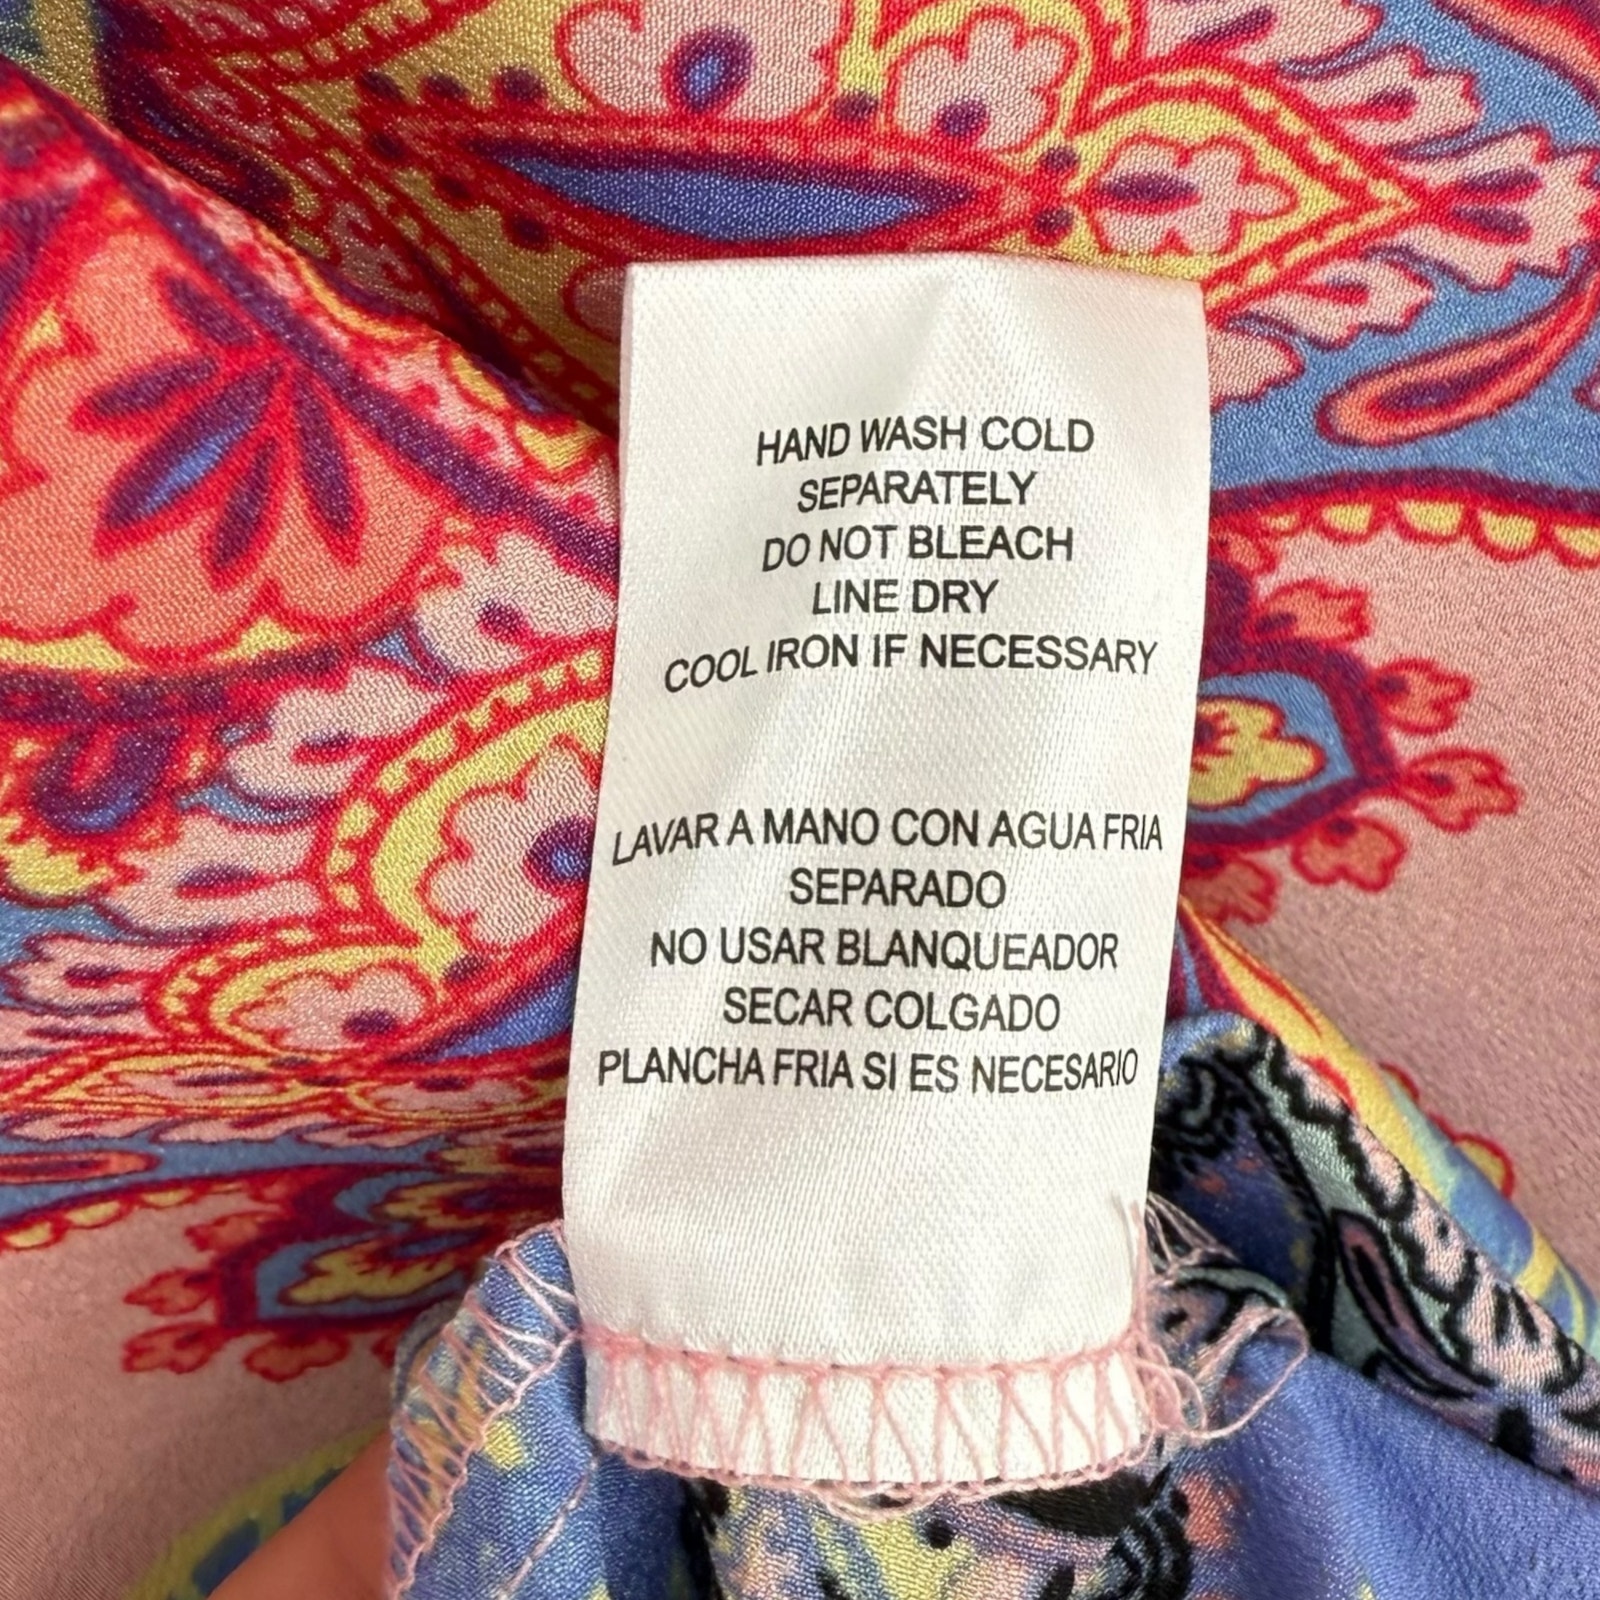 HAND WASH COLD
SEPARATELY
DO NOT BLEACH
LINE DRY
COOL IRON IF NECESSARY
LAVAR A MANO CON AGUA FRIA
SEPARADO
NO USAR BLANQUEADOR
SECAR COLGADO
PLANCHA FRIA SI ES NECESARIO